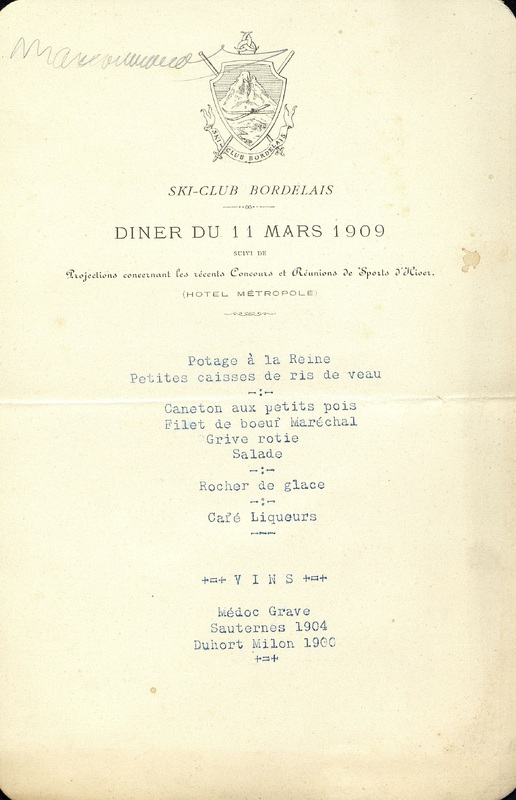 SKI-CLUB BORDELAIS
SKI-CLUB BORDELAIS
DINER DU 11 MARS 1909
SUIVI DE
Projections concernant les récents Concours et Réunions de Sports d'Hiver.
(HOTEL MÉTROPOLE)
Potage à la Reine
Petites caisses de ris de veau
-:-
Caneton aux petits pois
Filet de boeuf Maréchal
Grive rotie
Salade
-:-
Rocher de glace
-:-
Café Liqueurs
---
+=+ V I N S +=+
Médoc Grave
Sauternes 1904
Duhort Milon 1900
+=+